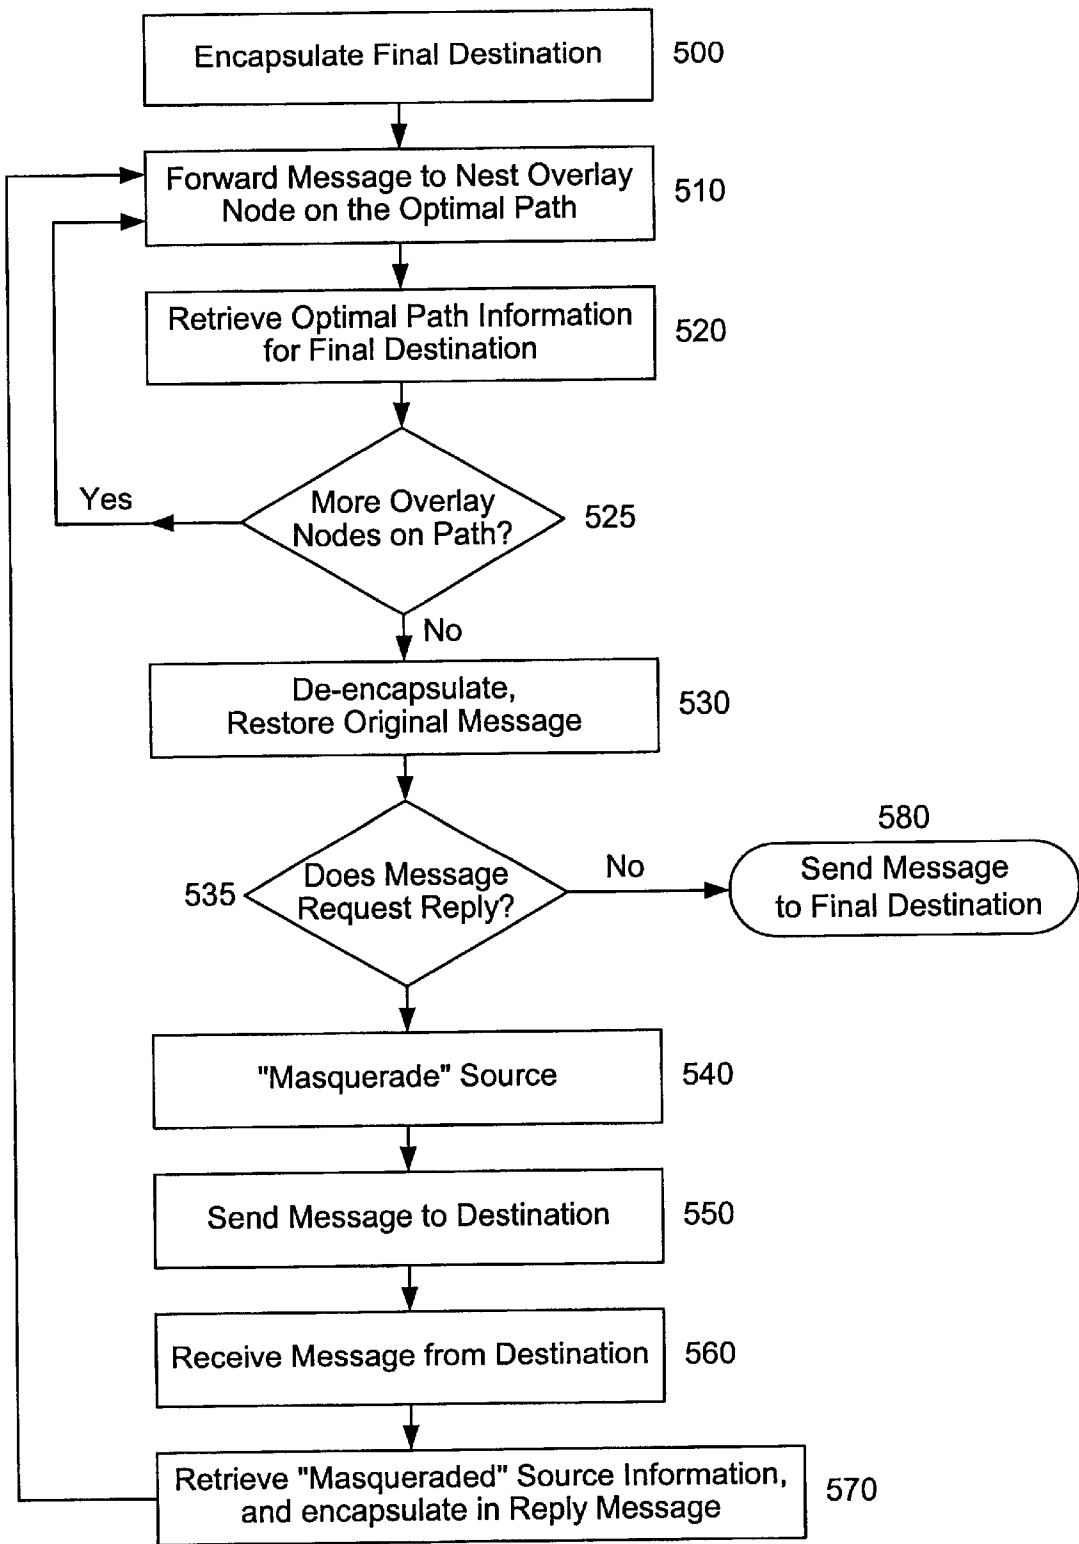 Encapsulate Final Destination
500
Forward Message to Nest Overlay
Node on the Optimal Path
510
Retrieve Optimal Path Information
for Final Destination
520
Yes
More Overlay
Nodes on Path?
525
No
De-encapsulate,
Restore Original Message
530
580
535
Does Message
Request Reply?
No
Send Message
to Final Destination
"Masquerade" Source
540
Send Message to Destination
550
Receive Message from Destination
560
Retrieve "Masqueraded" Source Information,
and encapsulate in Reply Message
570